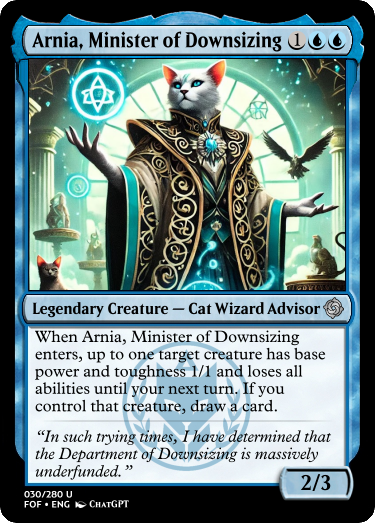 Arnia, Minister of Downsizing 1
Legendary Creature — Cat Wizard Advisor
When Arnia, Minister of Downsizing
enters, up to one target creature has base
power and toughness 1/1 and loses all
abilities until your next turn. If you
control that creature, draw a card.
“In such trying times, I have determined that
the Department of Downsizing is massively
underfunded.”
2/3
030/280 U
FOF • ENG ChatGPT